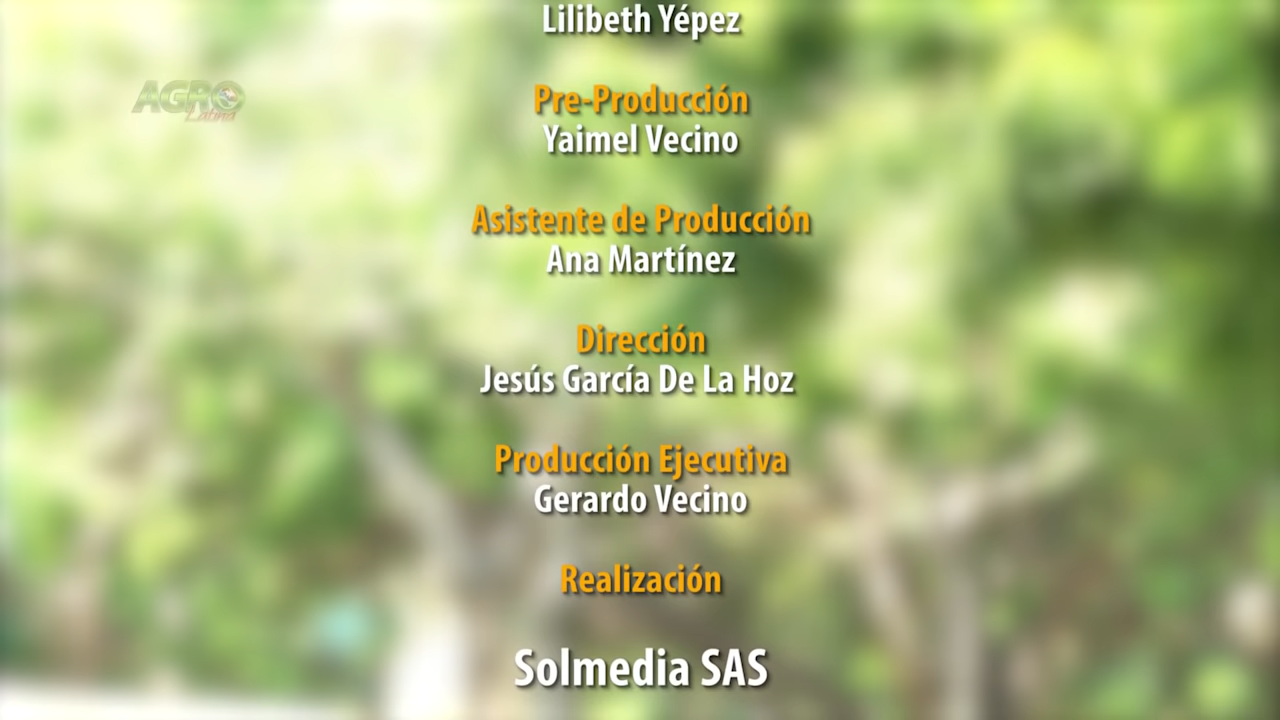 Lilibeth Yépez
AGRO
Latina
Pre-Producción
Yaimel Vecino
Asistente de Producción
Ana Martínez
Dirección
Jesús García De La Hoz
Producción Ejecutiva
Gerardo Vecino
Realización
Solmedia SAS